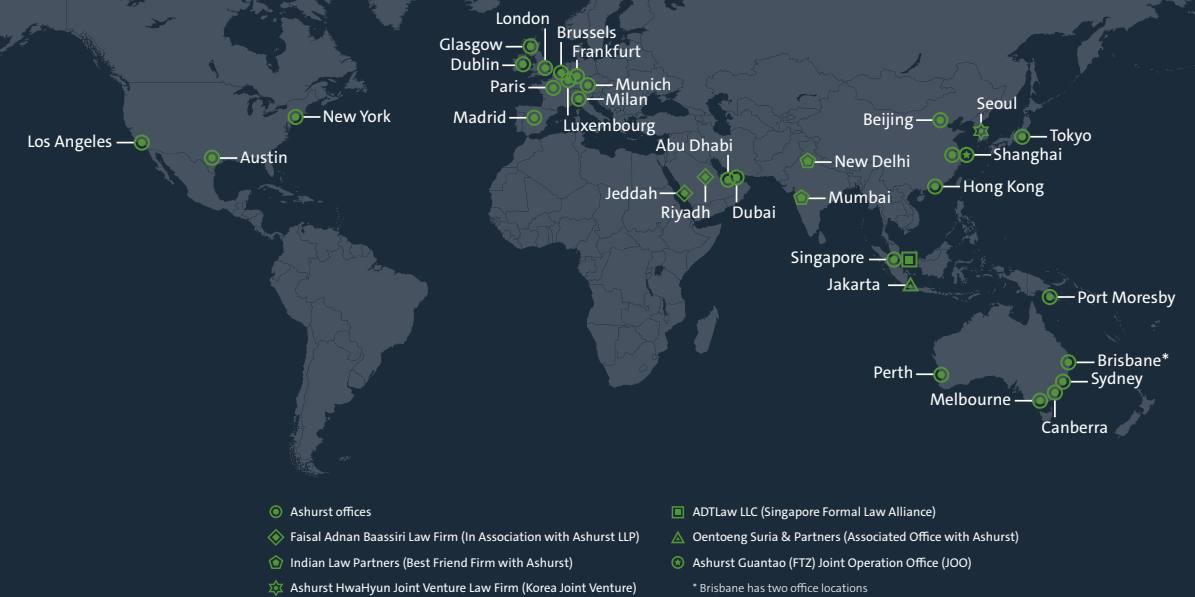 London
Brussels
Glasgow
Frankfurt
Dublin
Paris
Munich
Milan
Madrid
Luxembourg
New York
Los Angeles
Austin
Abu Dhabi
Jeddah
Riyadh
Dubai
Seoul
Beijing
Tokyo
New Delhi
Shanghai
Mumbai
Hong Kong
Singapore
Jakarta
Port Moresby
Brisbane*
Perth
Sydney
Melbourne
Canberra
Ashurst offices
Faisal Adnan Baassiri Law Firm (In Association with Ashurst LLP)
Indian Law Partners (Best Friend Firm with Ashurst)
Ashurst HwaHyun Joint Venture Law Firm (Korea Joint Venture)
ADTLaw LLC (Singapore Formal Law Alliance)
Oentoeng Suria & Partners (Associated Office with Ashurst)
Ashurst Guantao (FTZ) Joint Operation Office (JOO)
* Brisbane has two office locations